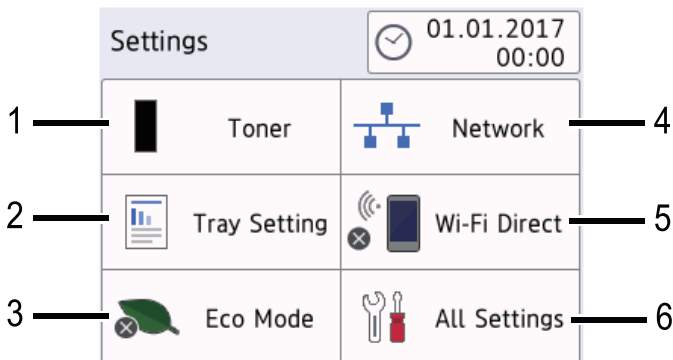 Settings
01.01.2017
00:00
1 Toner Network 4
2 Tray Setting Wi-Fi Direct 5
3 Eco Mode All Settings 6